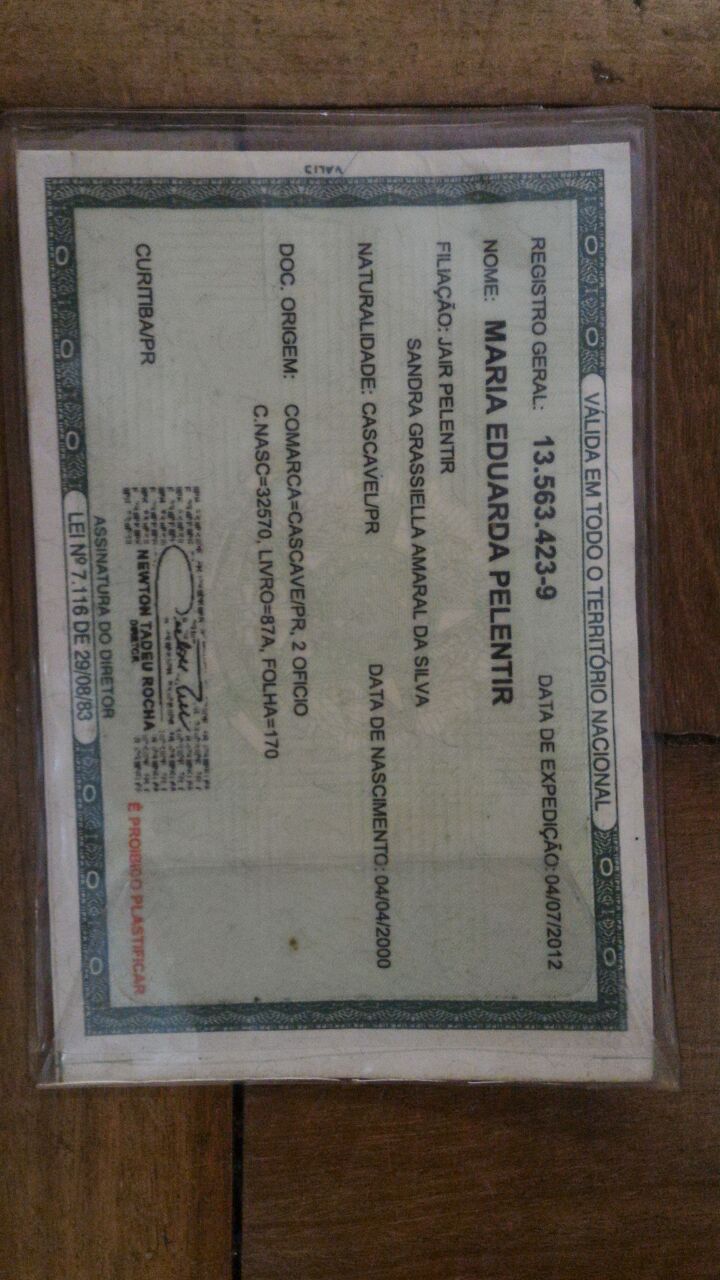 VÁLIDA EM TODO O TERRITÓRIO NACIONAL
REGISTRO GERAL: 13.563.423-9 DATA DE EXPEDIÇÃO: 04/07/2012
NOME: MARIA EDUARDA PELENTIR
FILIAÇÃO: JAIR PELENTIR
SANDRA GRASSIELLA AMARAL DA SILVA
NATURALIDADE: CASCAVEL/PR DATA DE NASCIMENTO: 04/04/2000
DOC. ORIGEM: COMARCA=CASCAVE/PR, 2 OFICIO
C.NASC=32570, LIVRO=87A, FOLHA=170
CURITIBA/PR
NEWTON TADEU ROCHA
DIRETOR
É PROIBIDO PLASTIFICAR
ASSINATURA DO DIRETOR
LEI Nº 7.116 DE 29/08/83